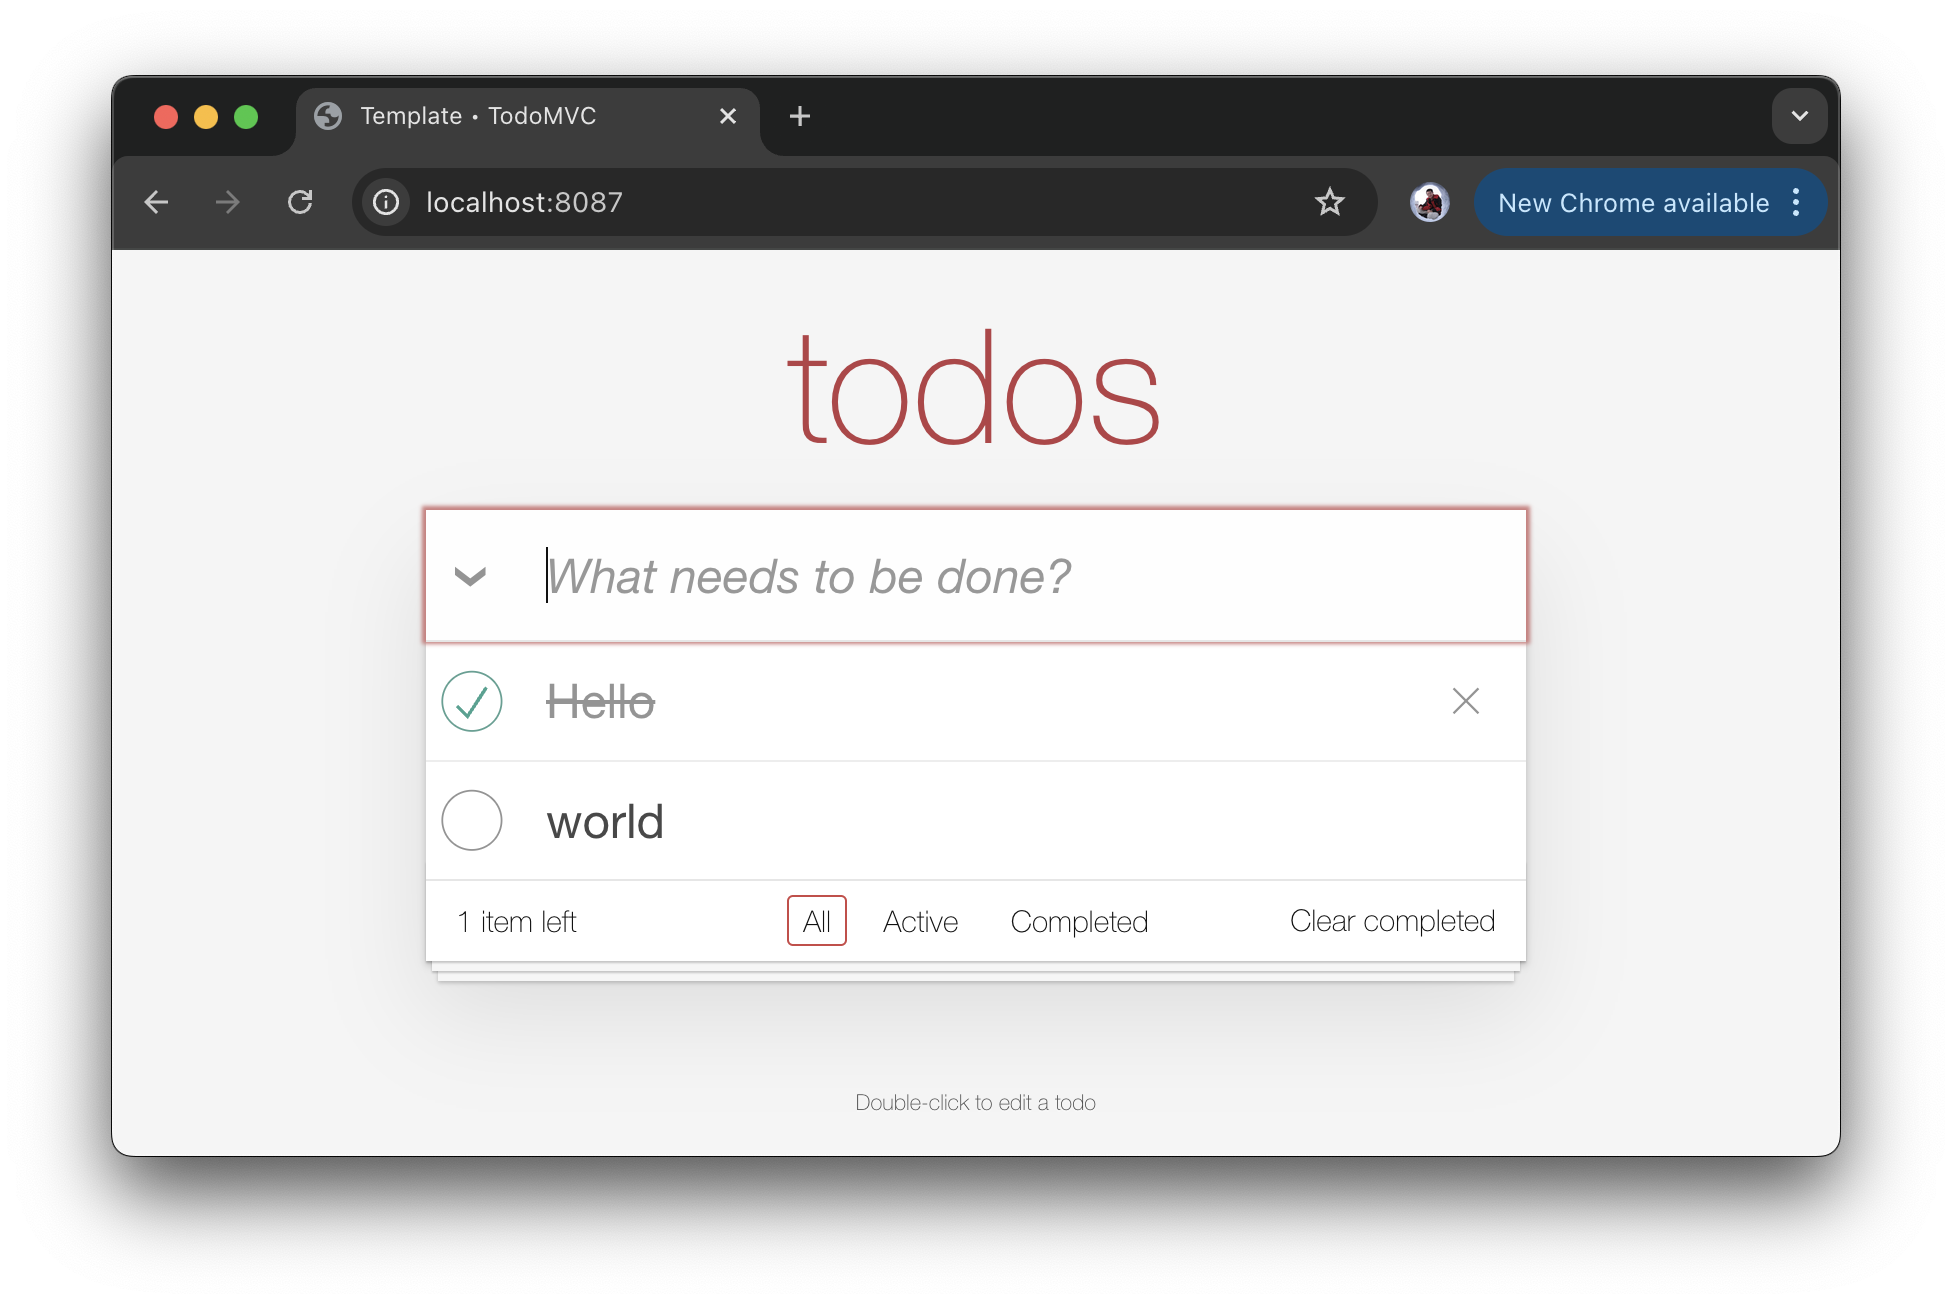 Template • TodoMVC
localhost:8087
New Chrome available
todos
What needs to be done?
Hello
world
1 item left
All
Active
Completed
Clear completed
Double-click to edit a todo